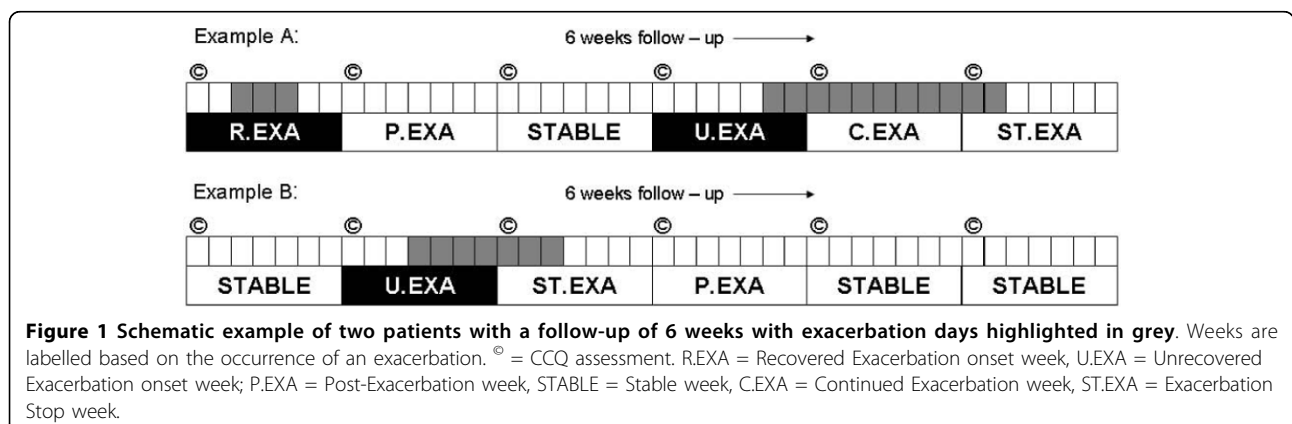 Example A: 6 weeks follow – up
© © © © © ©
R.EXA P.EXA STABLE U.EXA C.EXA ST.EXA
Example B: 6 weeks follow – up
© © © © © ©
STABLE U.EXA ST.EXA P.EXA STABLE STABLE
Figure 1 Schematic example of two patients with a follow-up of 6 weeks with exacerbation days highlighted in grey. Weeks are
labelled based on the occurrence of an exacerbation. © = CCQ assessment. R.EXA = Recovered Exacerbation onset week, U.EXA = Unrecovered
Exacerbation onset week; P.EXA = Post-Exacerbation week, STABLE = Stable week, C.EXA = Continued Exacerbation week, ST.EXA = Exacerbation
Stop week.